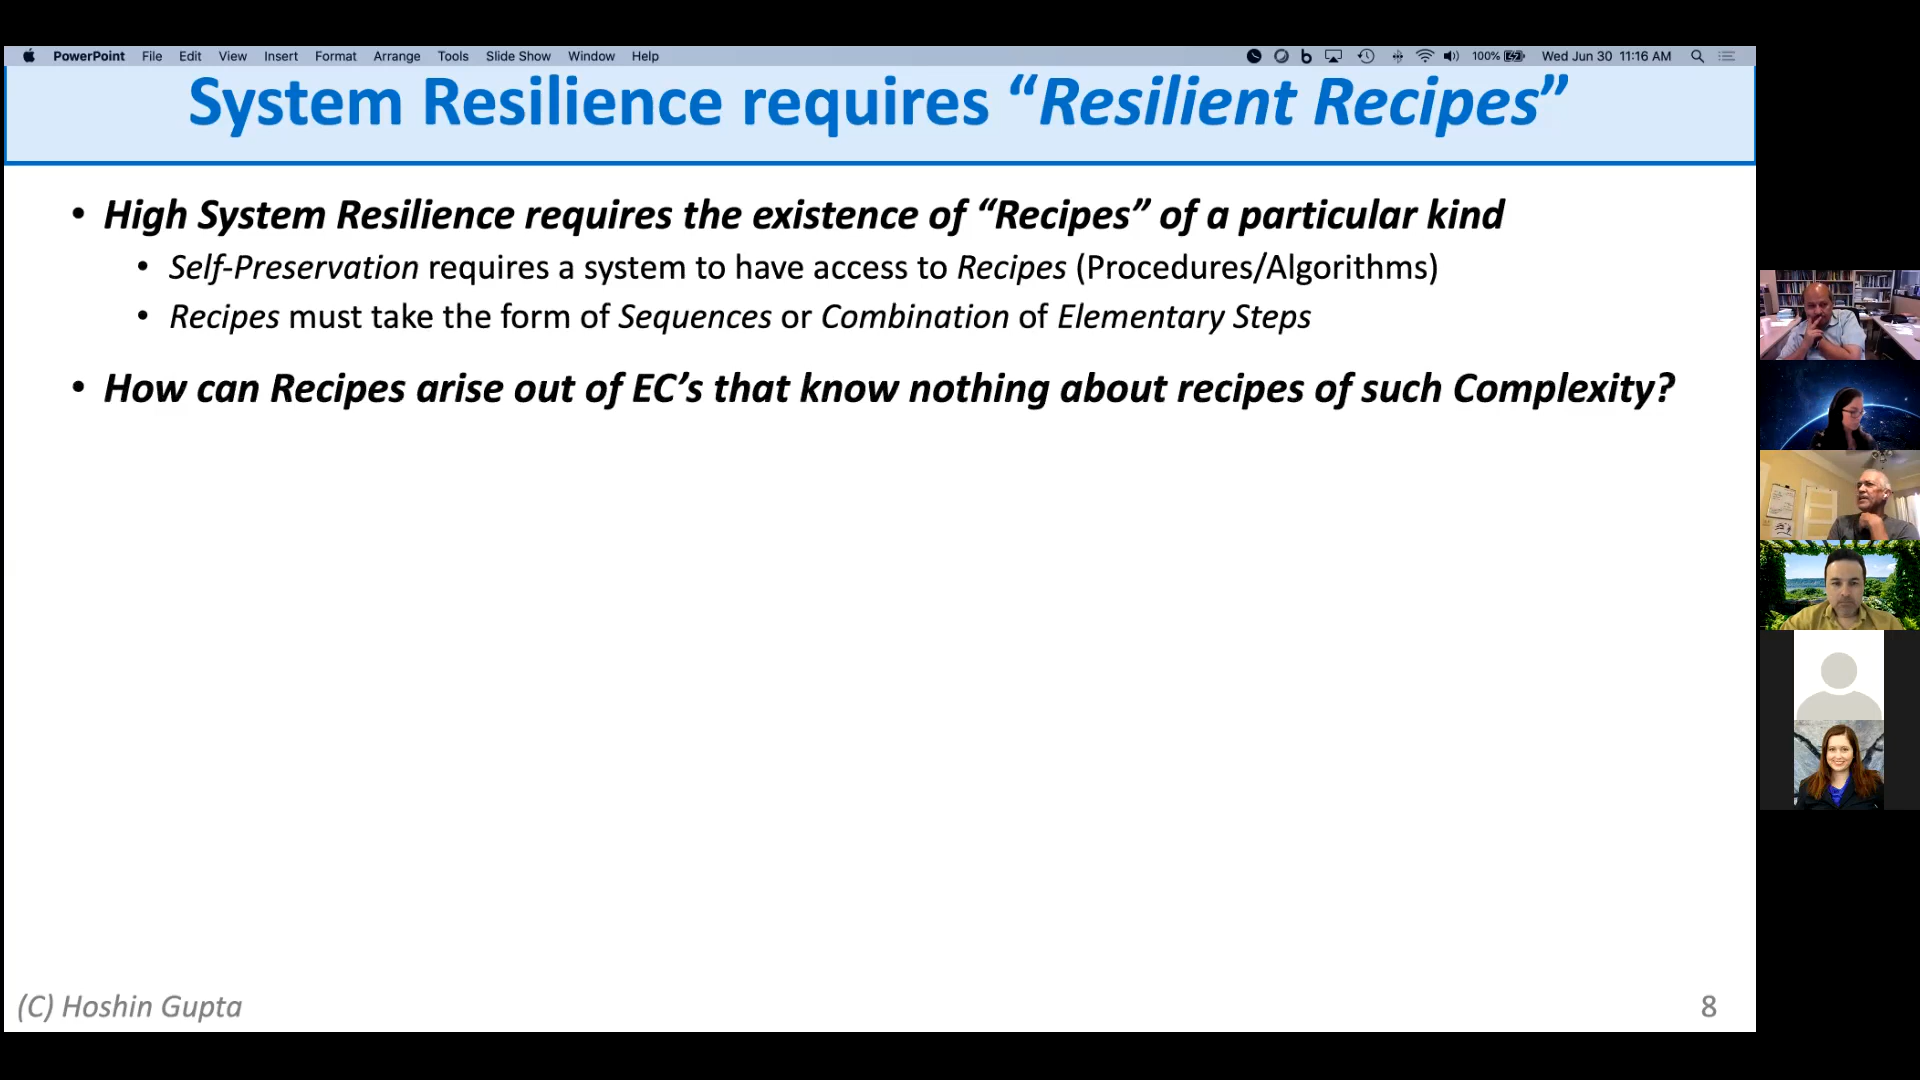 PowerPoint File Edit View Insert Format Arrange Tools Slide Show Window Help 100% Wed Jun 30 11:16 AM
System Resilience requires “Resilient Recipes”
• High System Resilience requires the existence of “Recipes” of a particular kind
• Self-Preservation requires a system to have access to Recipes (Procedures/Algorithms)
• Recipes must take the form of Sequences or Combination of Elementary Steps
• How can Recipes arise out of EC’s that know nothing about recipes of such Complexity?
(C) Hoshin Gupta
8